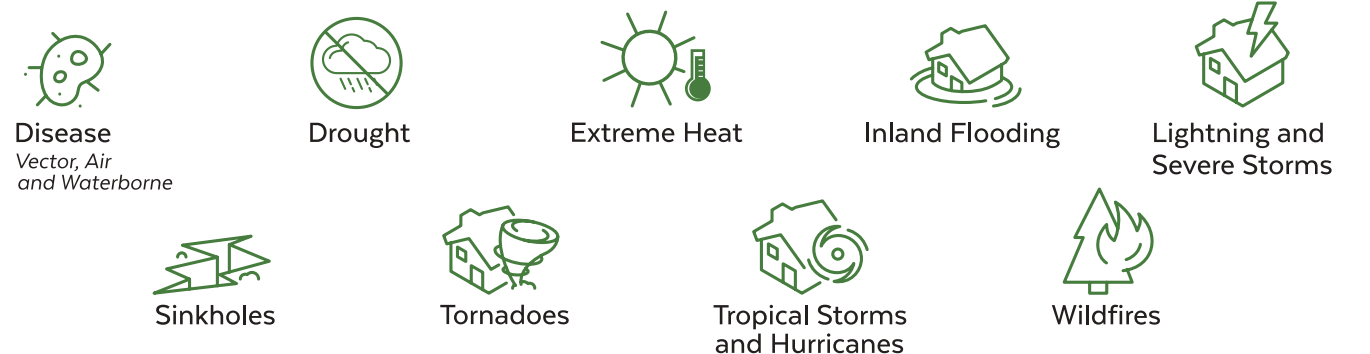 Disease
Vector, Air
and Waterborne
Drought
Extreme Heat
Inland Flooding
Lightning and
Severe Storms
Sinkholes
Tornadoes
Tropical Storms
and Hurricanes
Wildfires